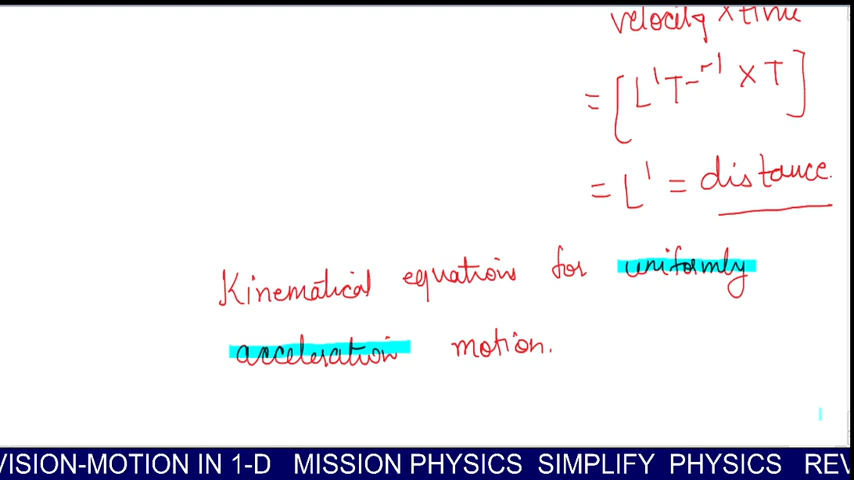 velocity × time
= [L¹T⁻¹ × T]
= L¹ = distance.
Kinematical equations for uniformly
acceleration motion.
VISION-MOTION IN 1-D MISSION PHYSICS SIMPLIFY PHYSICS REV